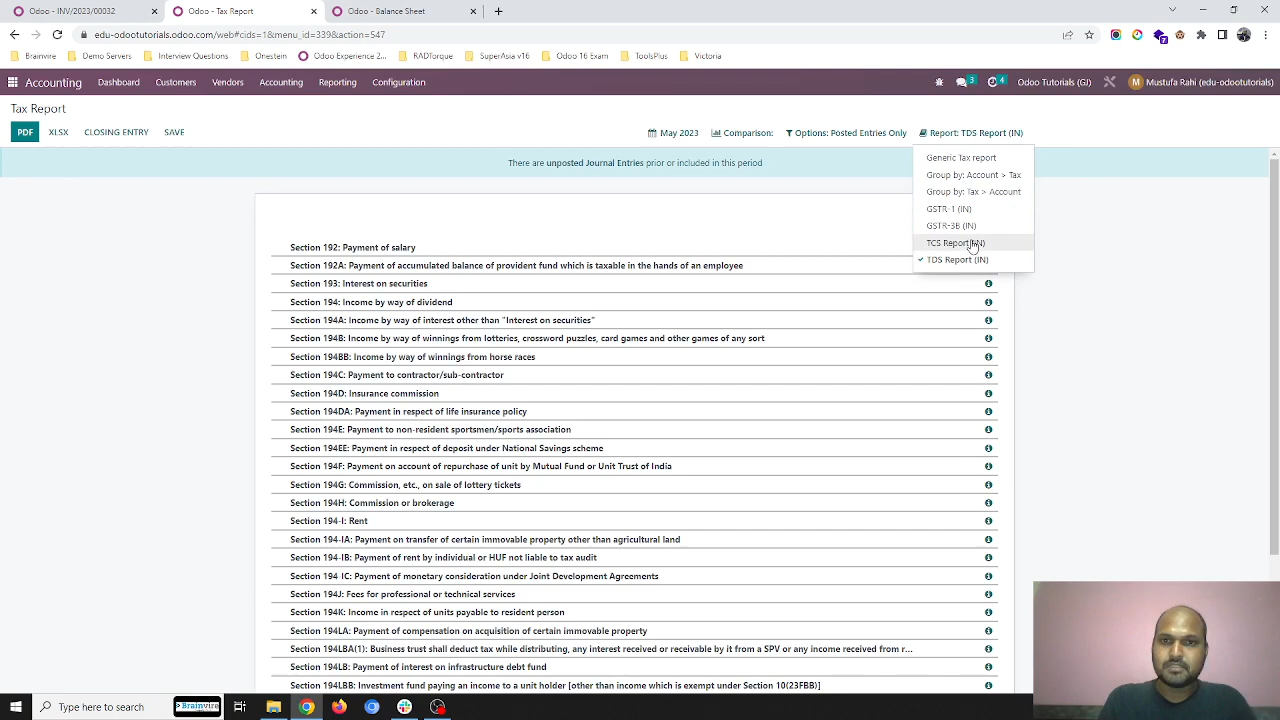 Odoo - INV/2023/00032
Odoo - Tax Report
Odoo - Balance Sheet
edu-odootutorials.odoo.com/web#cids=1&menu_id=339&action=547
Brainvire
Demo Servers
Interview Questions
Onestein
Odoo Experience 2...
RADTorque
SuperAsia v16
Odoo 16 Exam
ToolsPlus
Victoria
Accounting
Dashboard
Customers
Vendors
Accounting
Reporting
Configuration
3
4
Odoo Tutorials (GJ)
M
Mustufa Rahi (edu-odootutorials)
Tax Report
PDF
XLSX
CLOSING ENTRY
SAVE
May 2023
Comparison:
Options: Posted Entries Only
Report: TDS Report (IN)
There are unposted Journal Entries prior or included in this period
Generic Tax report
Group by: Account > Tax
Group by: Tax > Account
GSTR-1 (IN)
GSTR-3B (IN)
TCS Report (IN)
TDS Report (IN)
Section 192: Payment of salary
Section 192A: Payment of accumulated balance of provident fund which is taxable in the hands of an employee
Section 193: Interest on securities
Section 194: Income by way of dividend
Section 194A: Income by way of interest other than "Interest on securities"
Section 194B: Income by way of winnings from lotteries, crossword puzzles, card games and other games of any sort
Section 194BB: Income by way of winnings from horse races
Section 194C: Payment to contractor/sub-contractor
Section 194D: Insurance commission
Section 194DA: Payment in respect of life insurance policy
Section 194E: Payment to non-resident sportsmen/sports association
Section 194EE: Payment in respect of deposit under National Savings scheme
Section 194F: Payment on account of repurchase of unit by Mutual Fund or Unit Trust of India
Section 194G: Commission, etc., on sale of lottery tickets
Section 194H: Commission or brokerage
Section 194-I: Rent
Section 194-IA: Payment on transfer of certain immovable property other than agricultural land
Section 194-IB: Payment of rent by individual or HUF not liable to tax audit
Section 194-IC: Payment of monetary consideration under Joint Development Agreements
Section 194J: Fees for professional or technical services
Section 194K: Income in respect of units payable to resident person
Section 194LA: Payment of compensation on acquisition of certain immovable property
Section 194LBA(1): Business trust shall deduct tax while distributing, any interest received or receivable by it from a SPV or any income received from r...
Section 194LB: Payment of interest on infrastructure debt fund
Section 194LBB: Investment fund paying an income to a unit holder [other than income which is exempt under Section 10(23FBB)]
Type here to search
> Brainvire